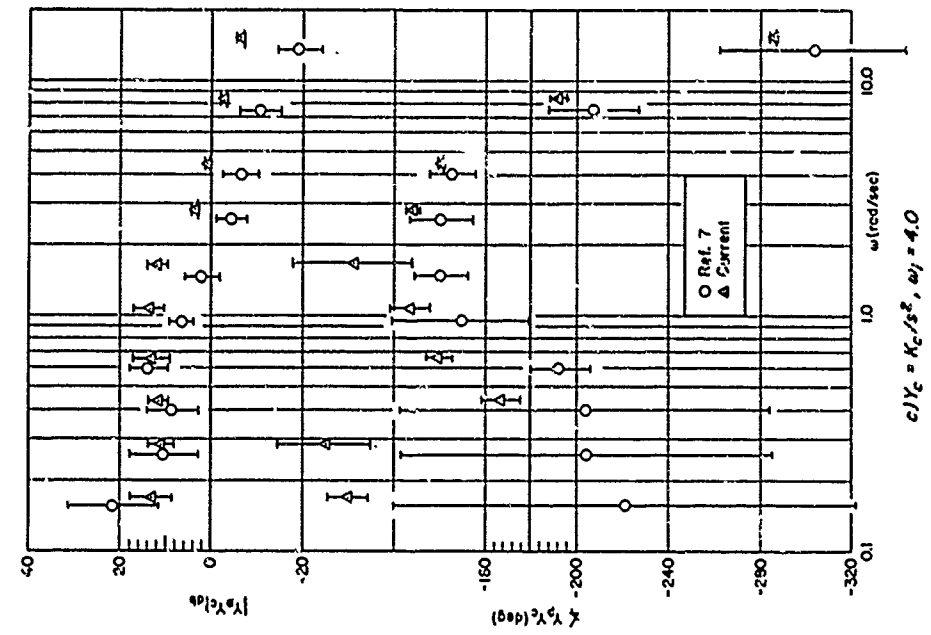 40
20
0
-20
|YpYc|db
-160
-200
-240
-280
-320
∡ YpYc (deg)
0.1
1.0
10.0
ω(rad/sec)
○ Ref. 7
△ Current
c) Yc = Kc/s², ωi = 4.0